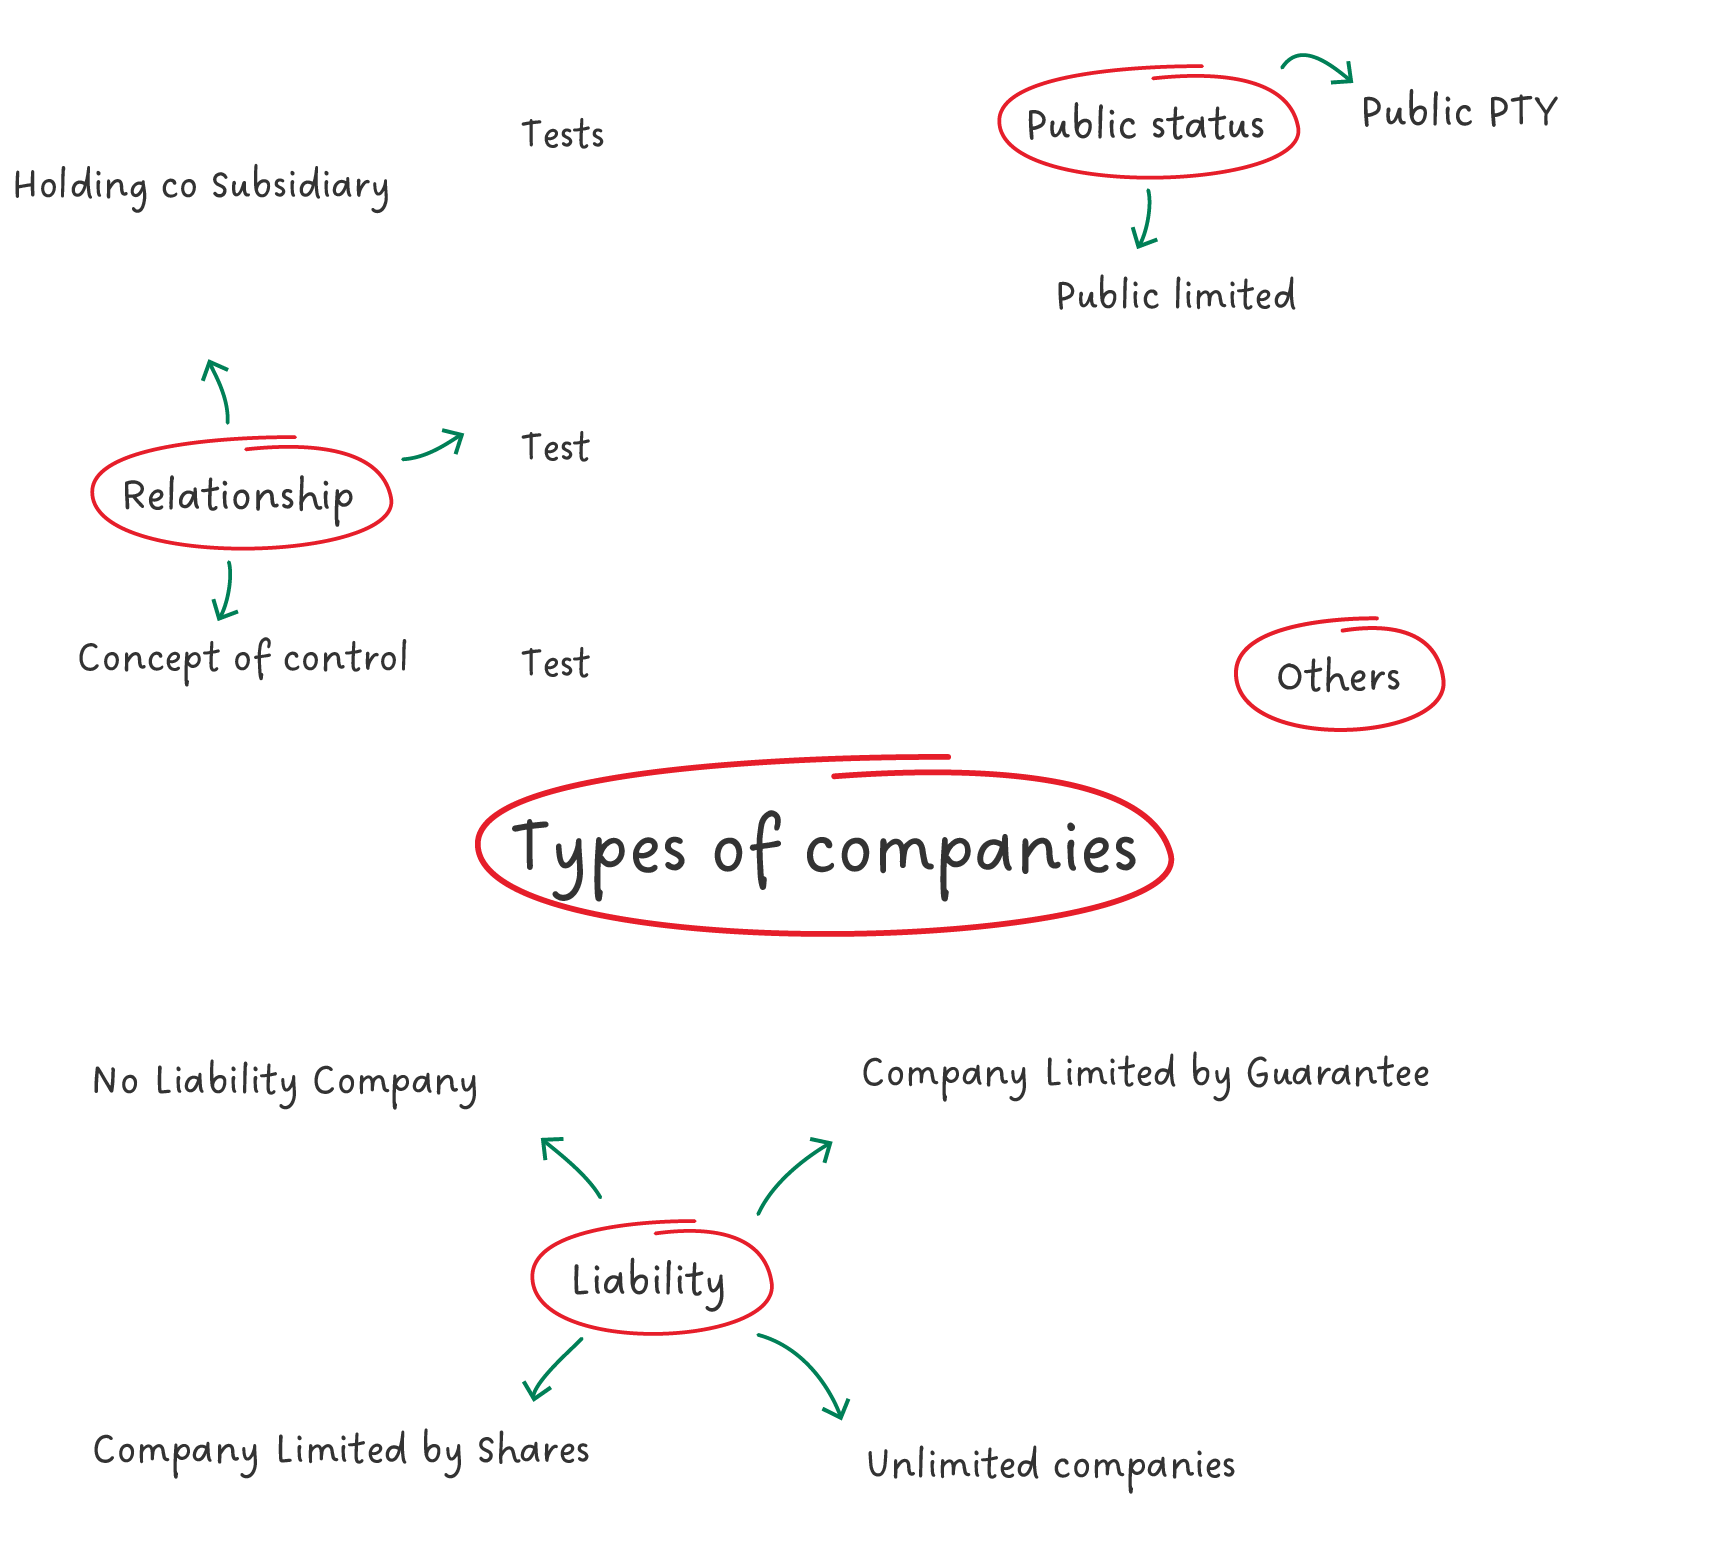 Public status
Public PTY
Tests
Holding co Subsidiary
Public limited
Test
Relationship
Concept of control
Test
Others
Types of companies
No Liability Company
Company Limited by Guarantee
Liability
Company Limited by Shares
Unlimited companies